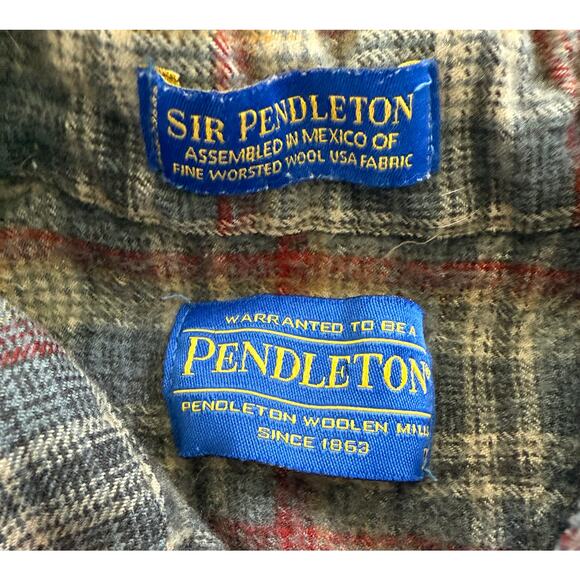 SIR PENDLETON
ASSEMBLED IN MEXICO OF
FINE WORSTED WOOL USA FABRIC
WARRANTED TO BE A
PENDLETON®
PENDLETON WOOLEN MILLS
SINCE 1863